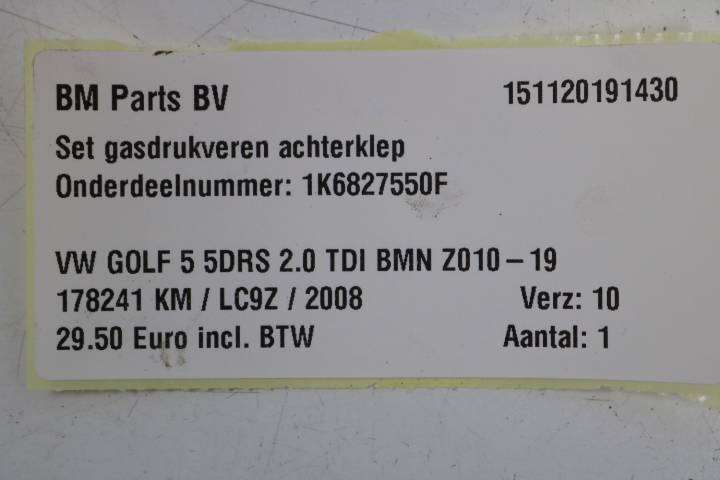 BM Parts BV 151120191430
Set gasdrukveren achterklep
Onderdeelnummer: 1K6827550F
VW GOLF 5 5DRS 2.0 TDI BMN Z010 – 19
178241 KM / LC9Z / 2008 Verz: 10
29.50 Euro incl. BTW Aantal: 1